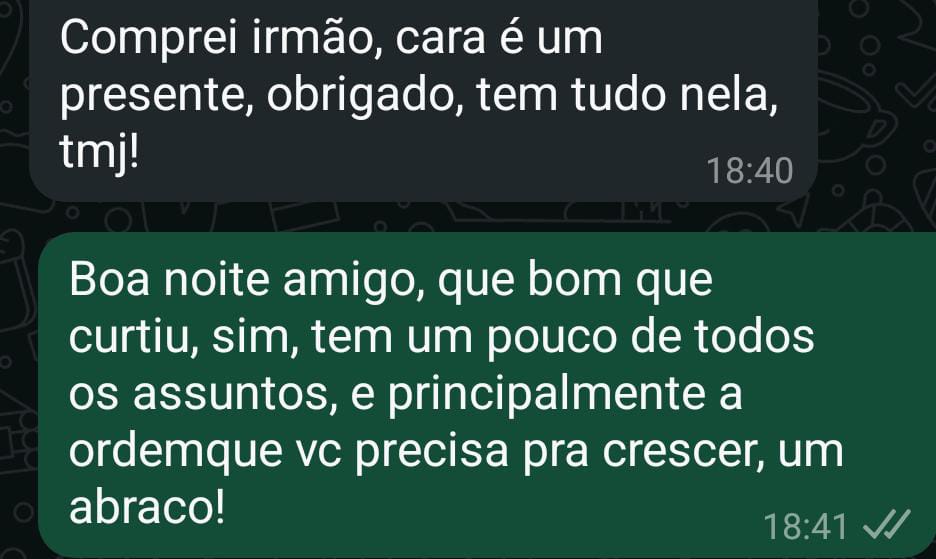 Comprei irmão, cara é um
presente, obrigado, tem tudo nela,
tmj!
18:40
Boa noite amigo, que bom que
curtiu, sim, tem um pouco de todos
os assuntos, e principalmente a
ordemque vc precisa pra crescer, um
abraco!
18:41